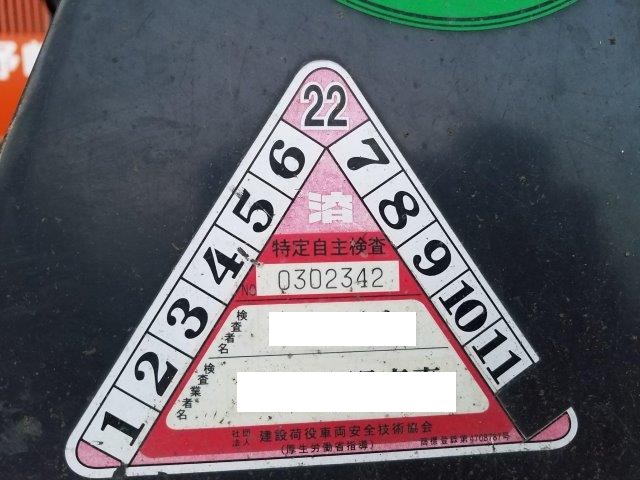 22
1 2 3 4 5 6
7 8 9 10 11
済
特定自主検査
NO 0302342
検査者名
検査業者名
社団法人 建設荷役車両安全技術協会
(厚生労働省指導)